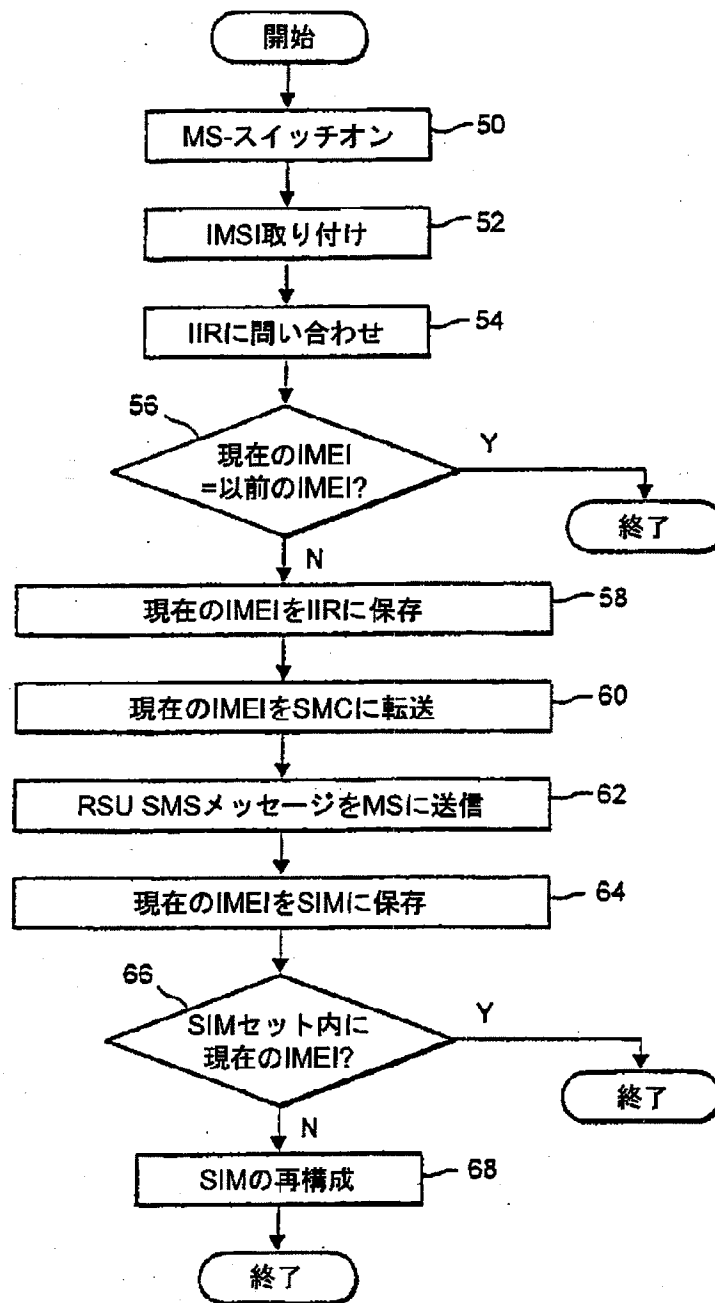 開始
MS-スイッチオン
50
IMSI取り付け
52
IIRに問い合わせ
54
56
現在のIMEI
=以前のIMEI?
Y
終了
N
現在のIMEIをIIRに保存
58
現在のIMEIをSMCに転送
60
RSU SMSメッセージをMSに送信
62
現在のIMEIをSIMに保存
64
66
SIMセット内に
現在のIMEI?
Y
終了
N
SIMの再構成
68
終了